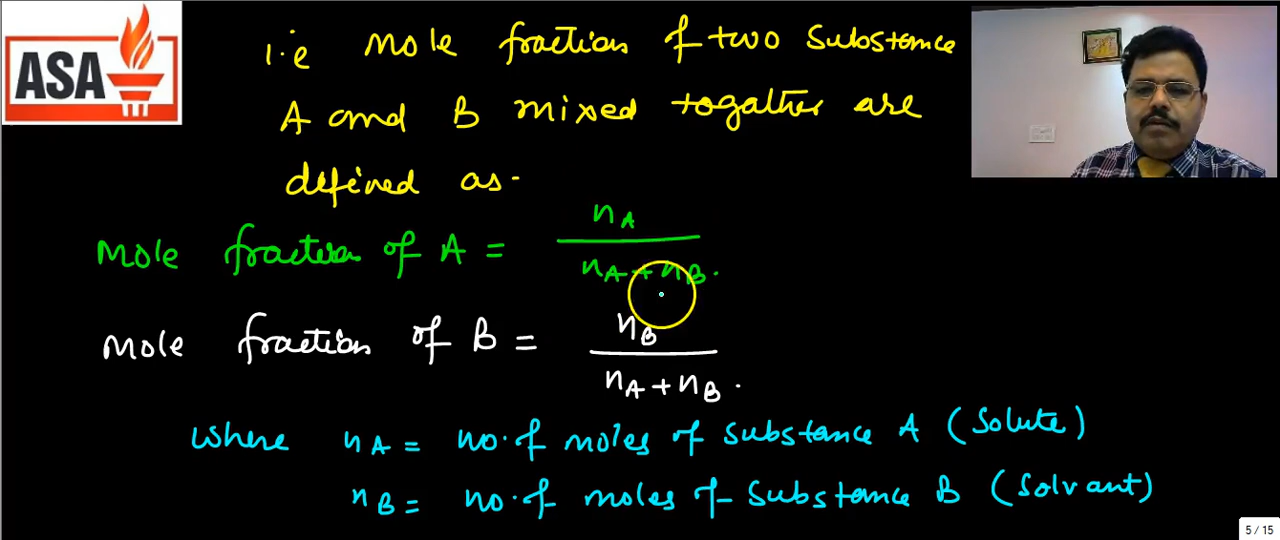 ASA
i.e Mole fraction of two Substance
A and B mixed togather are
defined as.
Mole fraction of A = nA / nA + nB.
Mole fraction of B = nB / nA + nB.
where nA = no. of moles of Substance A (Solute)
nB = no. of moles of Substance B (Solvant)
5 / 15